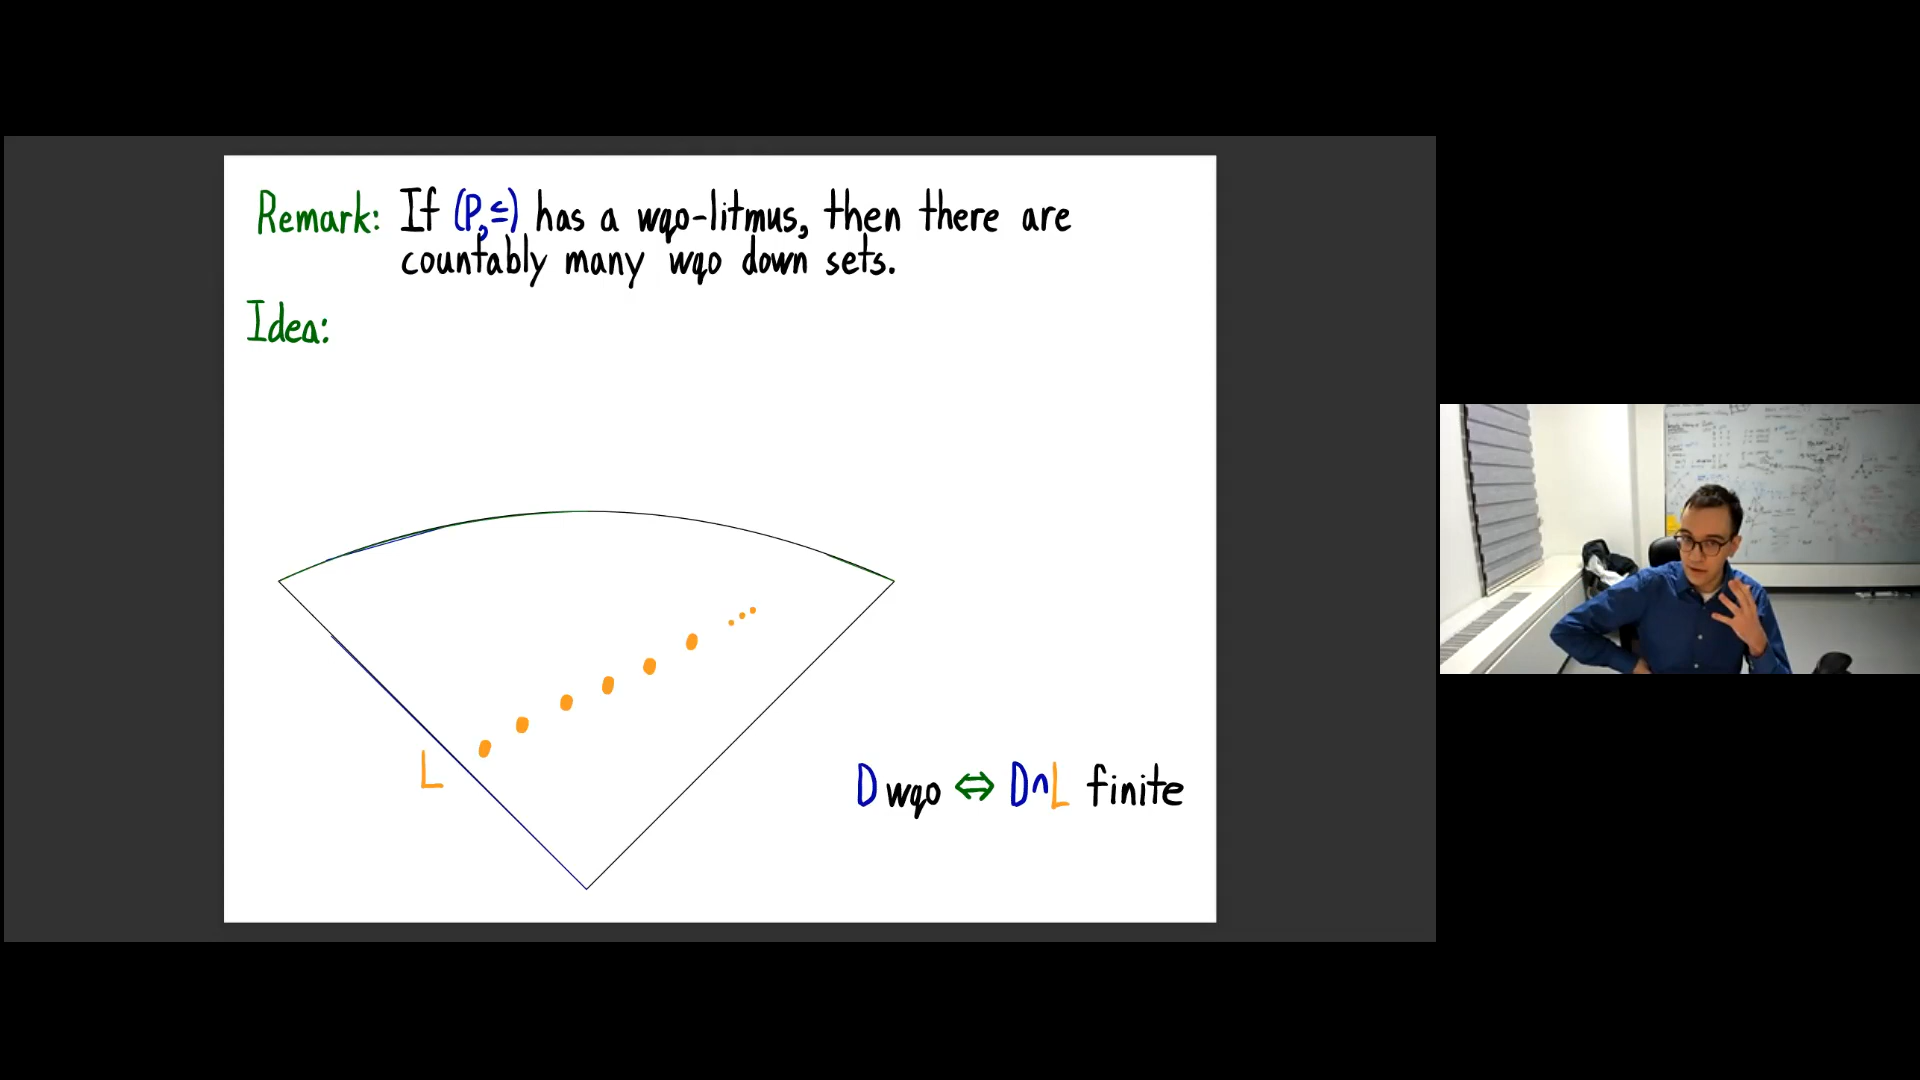 Remark: If (P,≤) has a wqo-litmus, then there are
countably many wqo down sets.
Idea:
L
D wqo ⇔ D∩L finite